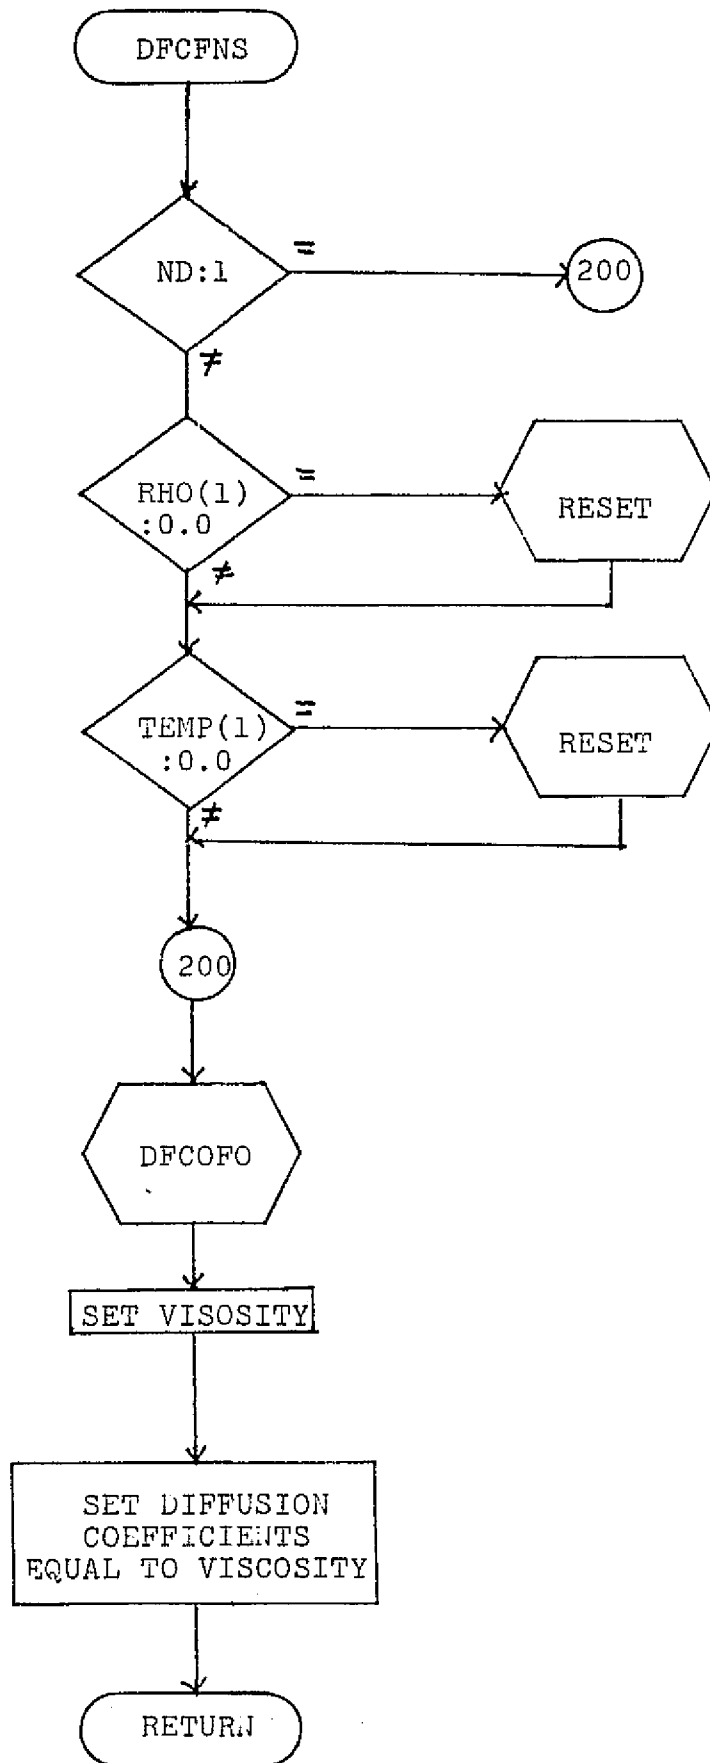 DFCFNS
ND:1
=
200
≠
RHO(1)
:0.0
=
RESET
≠
TEMP(1)
:0.0
=
RESET
≠
200
DFCOFO
SET VISOSITY
SET DIFFUSION
COEFFICIENTS
EQUAL TO VISCOSITY
RETURN